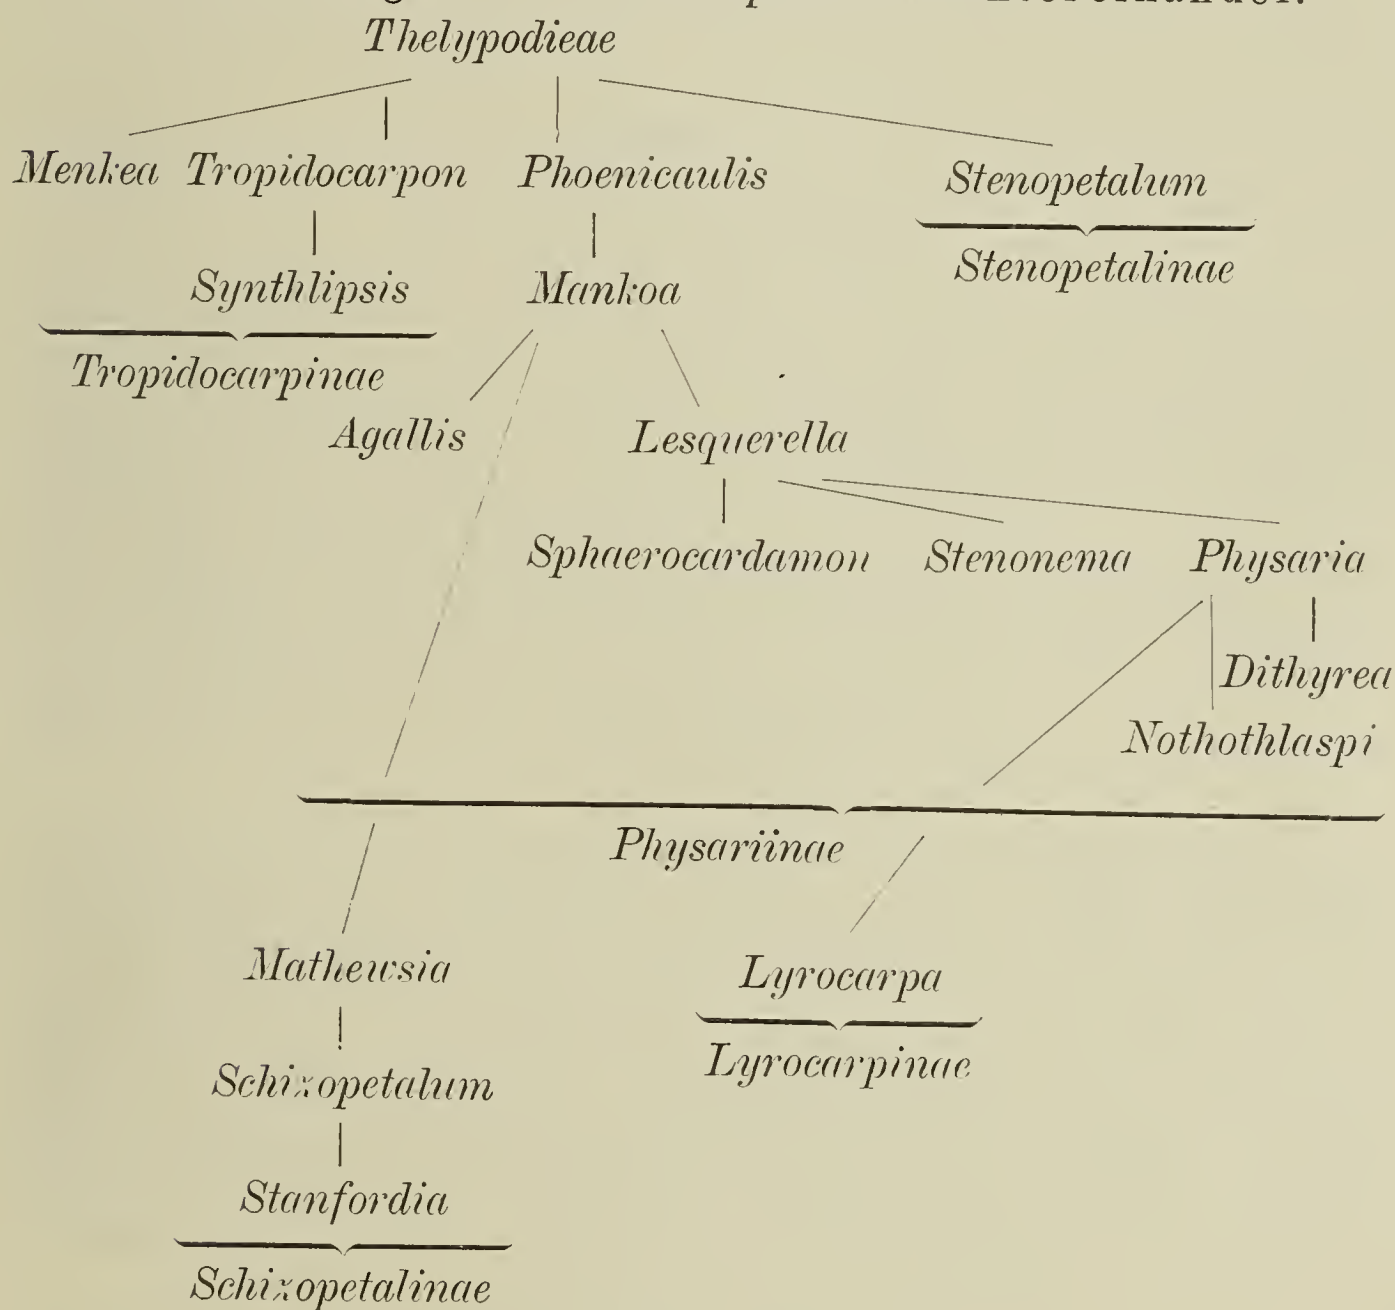 Thelypodieae
Menkea Tropidocarpon Phoenicaulis Stenopetalum
Stenopetalinae
Synthlipsis Mankoa
Tropidocarpinae
Agallis Lesquerella
Sphaerocardamon Stenonema Physaria
Dithyrea
Nothothlaspi
Physariinae
Mathewsia Lyrocarpa
Lyrocarpinae
Schizopetalum
Stanfordia
Schizopetalinae